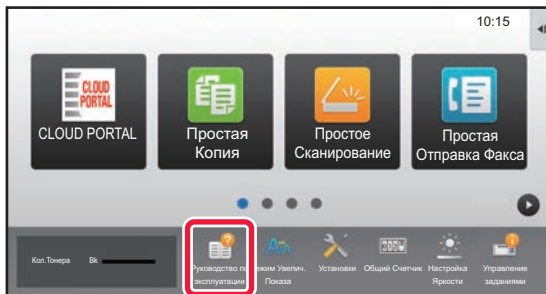 10:15
CLOUD
PORTAL
CLOUD PORTAL
Простая
Копия
Простое
Сканирование
Простая
Отправка Факса
Кол.Тонера
Bk
Руководство по
эксплуатации
Режим Увелич.
Показа
Установки
Общий Счетчик
Настройка
Яркости
Управление
заданиями